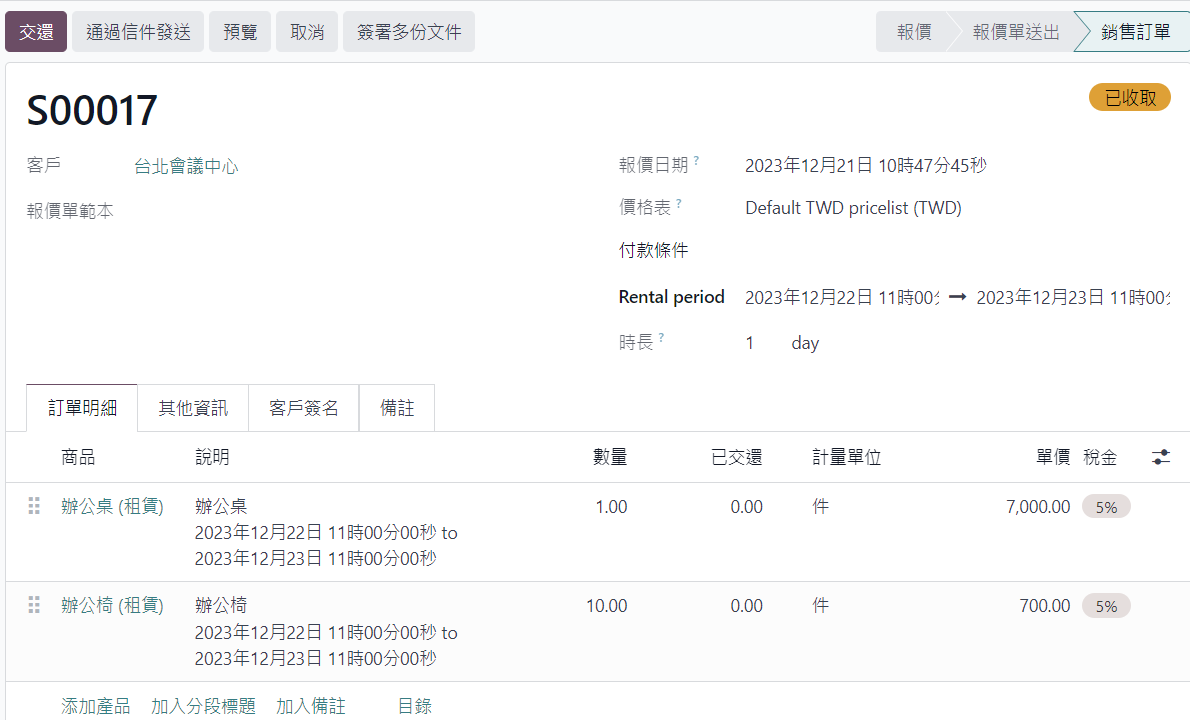 交還 通過信件發送 預覽 取消 簽署多份文件 報價 報價單送出 銷售訂單
S00017 已收取
客戶 台北會議中心
報價單範本
報價日期 ? 2023年12月21日 10時47分45秒
價格表 ? Default TWD pricelist (TWD)
付款條件
Rental period 2023年12月22日 11時00分 → 2023年12月23日 11時00分
時長 ? 1 day
訂單明細 其他資訊 客戶簽名 備註
商品 說明 數量 已交還 計量單位 單價 稅金
辦公桌 (租賃) 辦公桌 1.00 0.00 件 7,000.00 5%
2023年12月22日 11時00分00秒 to
2023年12月23日 11時00分00秒
辦公椅 (租賃) 辦公椅 10.00 0.00 件 700.00 5%
2023年12月22日 11時00分00秒 to
2023年12月23日 11時00分00秒
添加產品 加入分段標題 加入備註 目錄